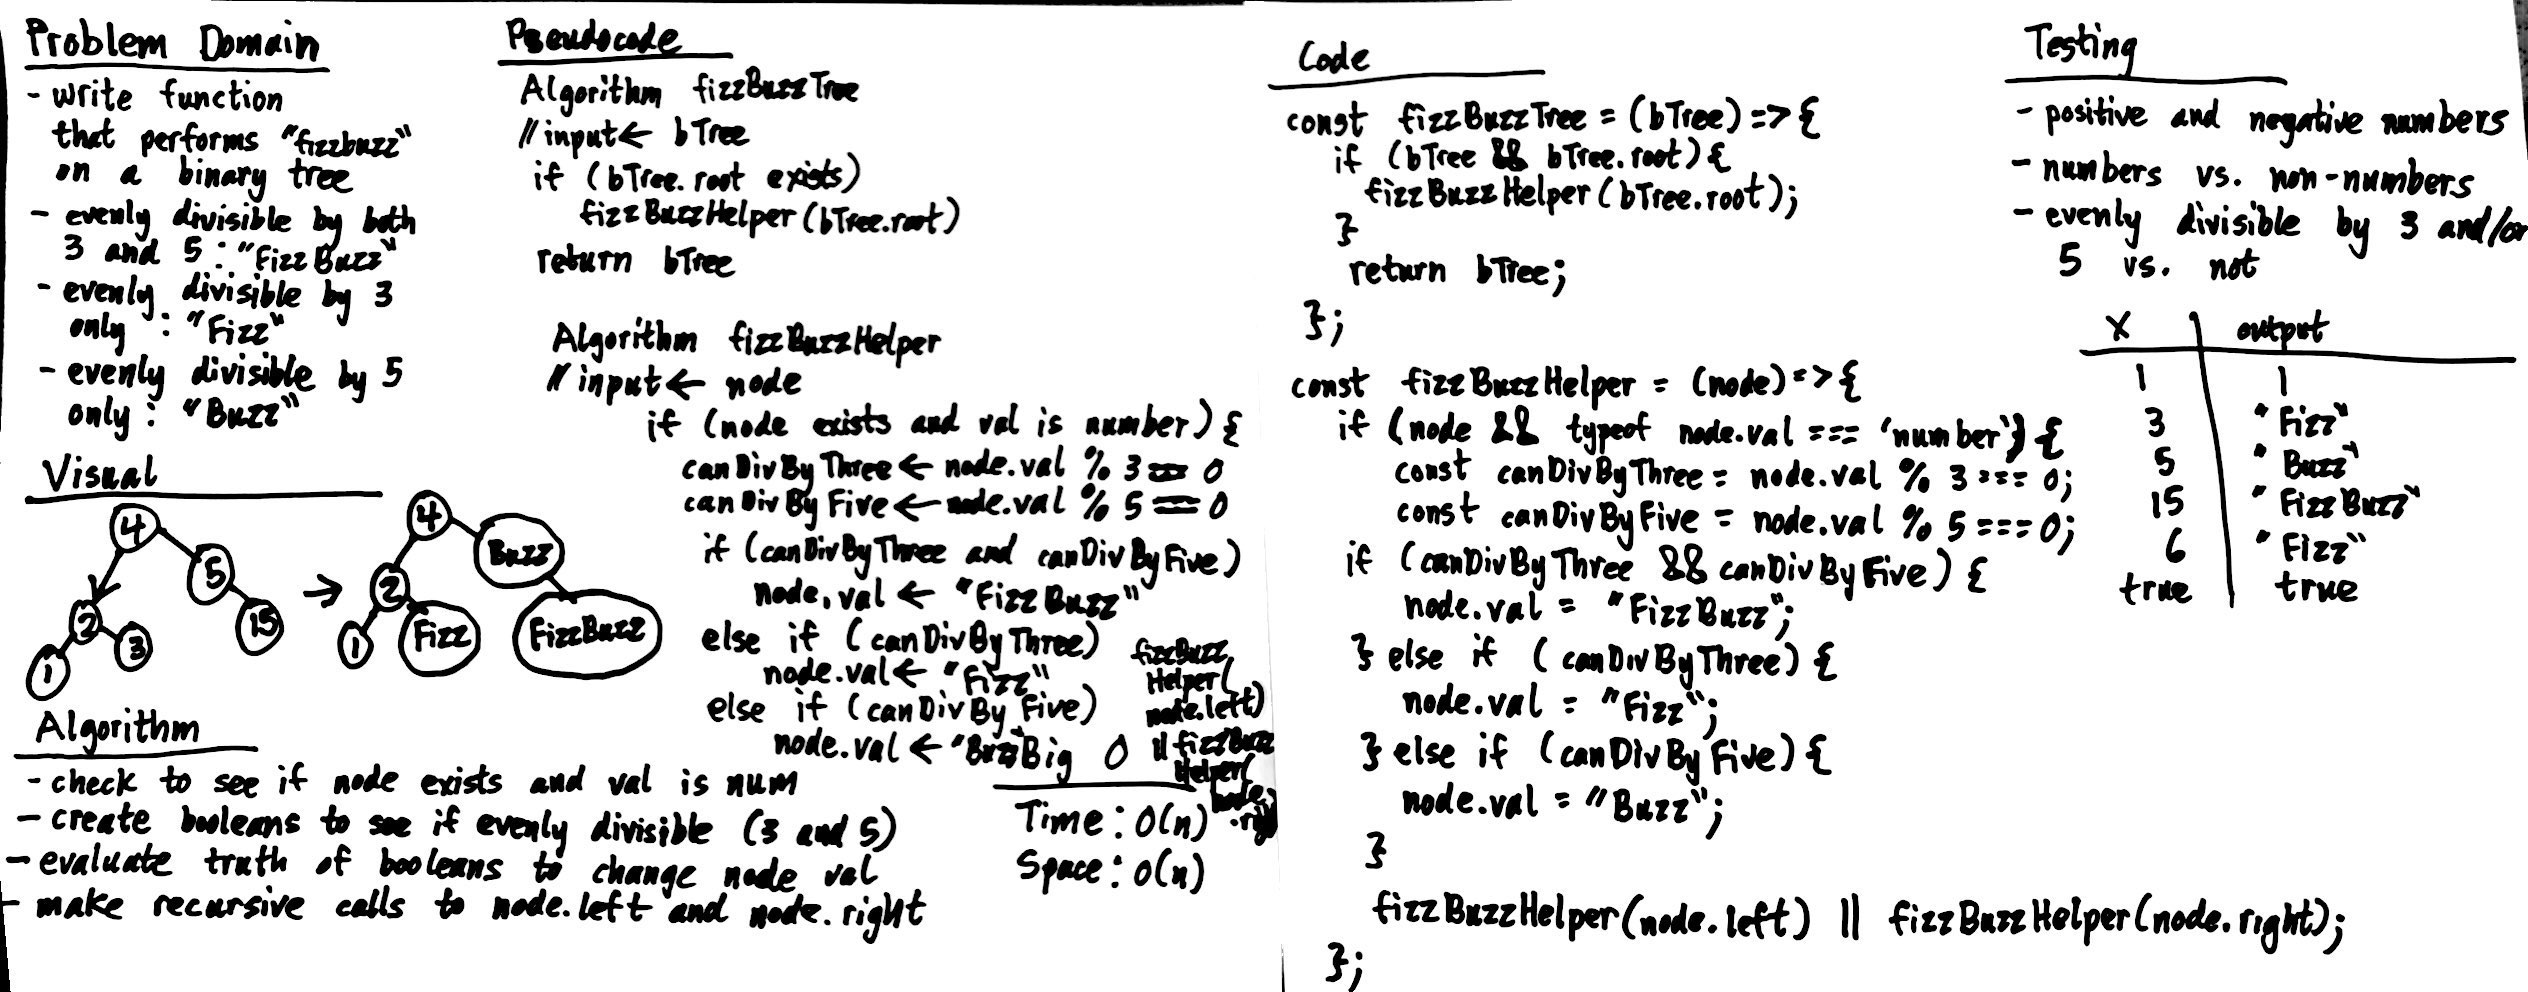 Problem Domain
- write function
that performs "fizzbuzz"
on a binary tree
- evenly divisible by both
3 and 5 : "FizzBuzz"
- evenly divisible by 3
only : "Fizz"
- evenly divisible by 5
only : "Buzz"
Visual
4
5
2
15
3
1
4
Buzz
2
Fizz
FizzBuzz
1
Algorithm
- check to see if node exists and val is num
- create booleans to see if evenly divisible (3 and 5)
- evaluate truth of booleans to change node val
- make recursive calls to node.left and node.right
Pseudocode
Algorithm fizzBuzzTree
// input ← bTree
if (bTree.root exists)
fizzBuzzHelper (bTree.root)
return bTree
Algorithm fizzBuzzHelper
// input ← node
if (node exists and val is number) {
canDivByThree ← node.val % 3 == 0
canDivByFive ← node.val % 5 == 0
if (canDivByThree and canDivByFive)
node.val ← "FizzBuzz"
else if (canDivByThree)
node.val ← "Fizz"
else if (canDivByFive)
node.val ← "Buzz"
fizzBuzz
Helper(
node.left)
|| fizzBuzz
Helper(
node
.right
Big O
Time : O(n)
Space : O(n)
Code
const fizzBuzzTree = (bTree) => {
if (bTree && bTree.root) {
fizzBuzzHelper (bTree.root);
}
return bTree;
};
const fizzBuzzHelper = (node) => {
if (node && typeof node.val === 'number') {
const canDivByThree = node.val % 3 === 0;
const canDivByFive = node.val % 5 === 0;
if (canDivByThree && canDivByFive) {
node.val = "FizzBuzz";
} else if (canDivByThree) {
node.val = "Fizz";
} else if (canDivByFive) {
node.val = "Buzz";
}
fizzBuzzHelper (node.left) || fizzBuzzHelper (node.right);
};
Testing
- positive and negative numbers
- numbers vs. non-numbers
- evenly divisible by 3 and/or
5 vs. not
X output
1 1
3 "Fizz"
5 "Buzz"
15 "FizzBuzz"
6 "Fizz"
true true